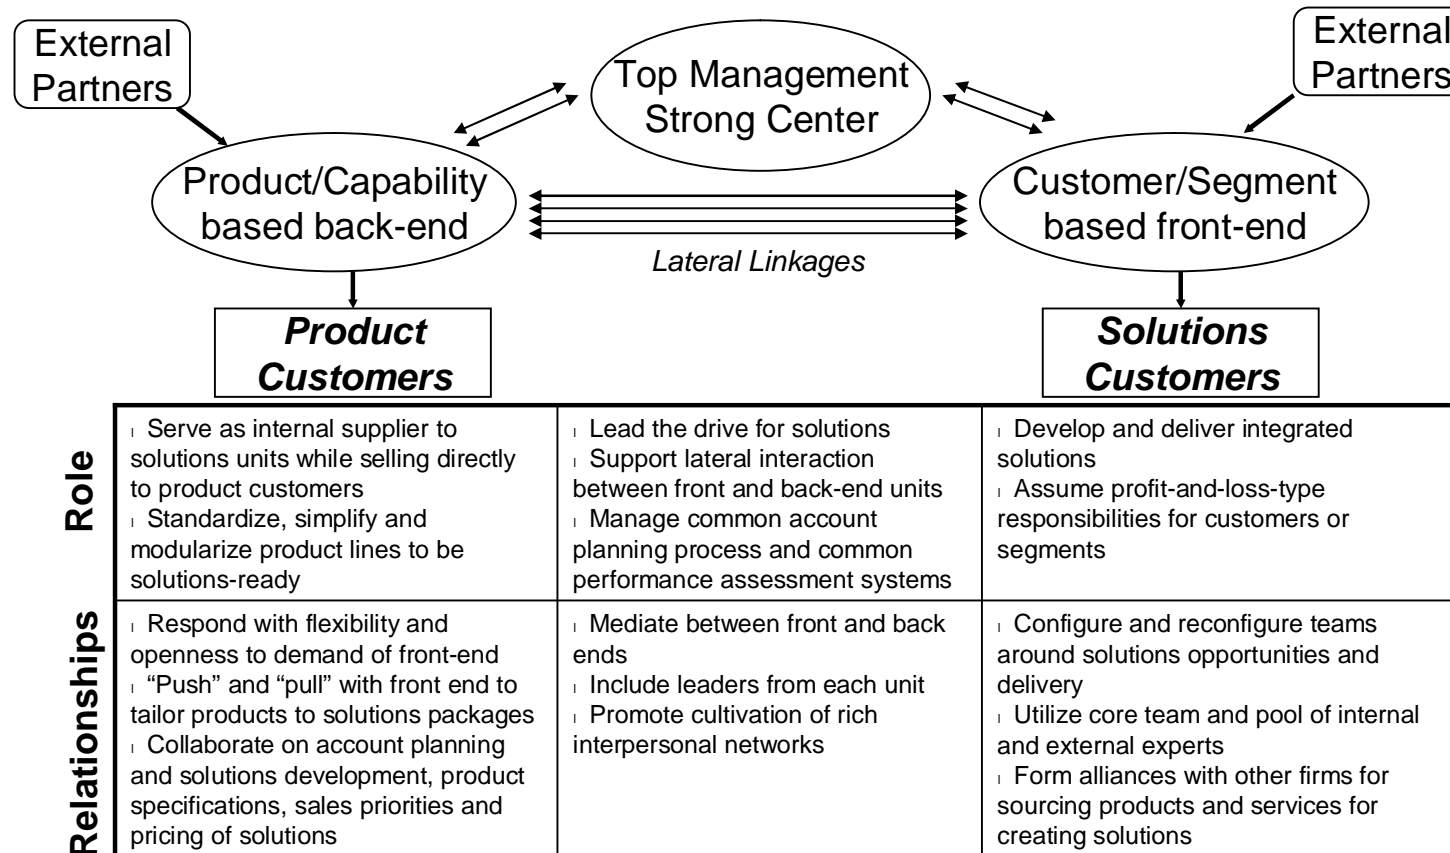 External
Partners
Top Management
Strong Center
External
Partners
Product/Capability
based back-end
Customer/Segment
based front-end
Lateral Linkages
Product
Customers
Solutions
Customers
Role
Serve as internal supplier to
solutions units while selling directly
to product customers
Standardize, simplify and
modularize product lines to be
solutions-ready
Lead the drive for solutions
Support lateral interaction
between front and back-end units
Manage common account
planning process and common
performance assessment systems
Develop and deliver integrated
solutions
Assume profit-and-loss-type
responsibilities for customers or
segments
Relationships
Respond with flexibility and
openness to demand of front-end
“Push” and “pull” with front end to
tailor products to solutions packages
Collaborate on account planning
and solutions development, product
specifications, sales priorities and
pricing of solutions
Mediate between front and back
ends
Include leaders from each unit
Promote cultivation of rich
interpersonal networks
Configure and reconfigure teams
around solutions opportunities and
delivery
Utilize core team and pool of internal
and external experts
Form alliances with other firms for
sourcing products and services for
creating solutions